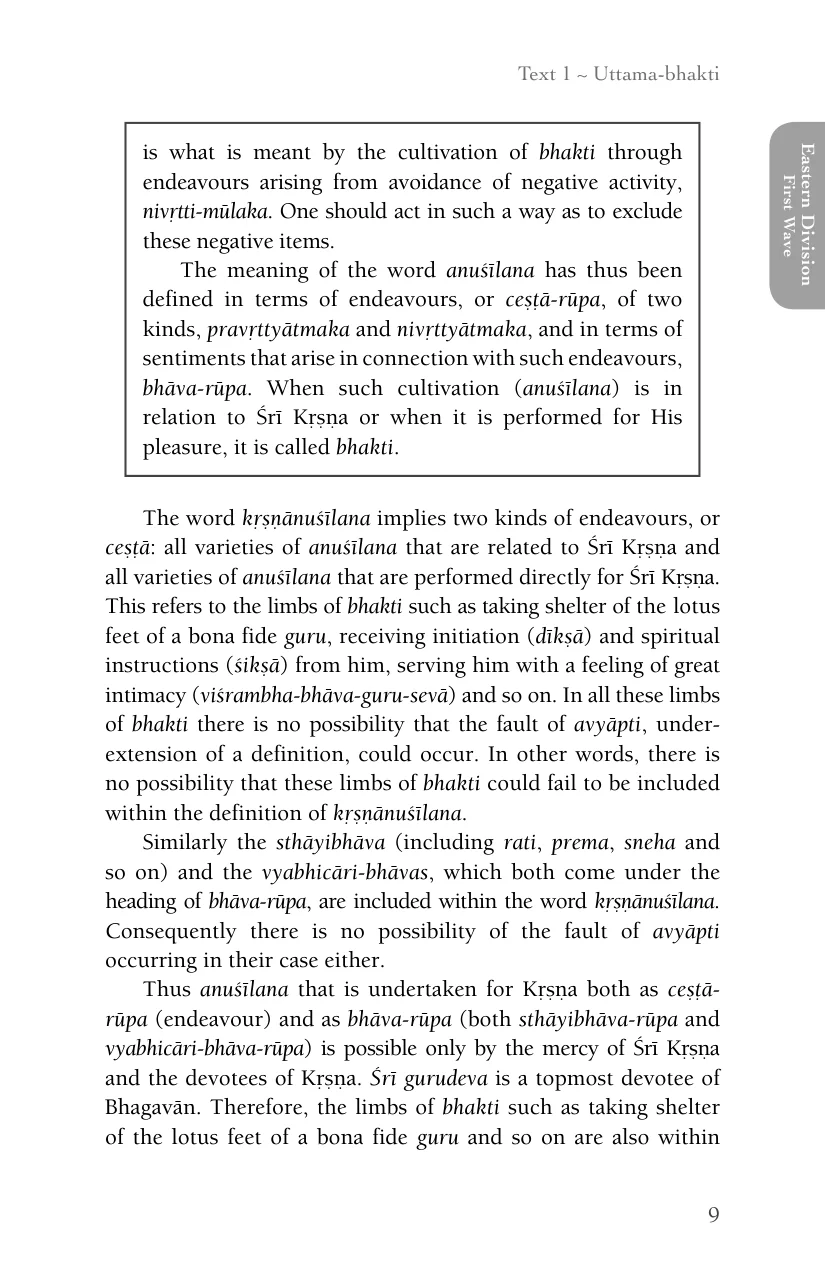 Text 1 ~ Uttama-bhakti
Eastern Division
First Wave
is what is meant by the cultivation of bhakti through
endeavours arising from avoidance of negative activity,
nivṛtti-mūlaka. One should act in such a way as to exclude
these negative items.
The meaning of the word anuśīlana has thus been
defined in terms of endeavours, or ceṣṭā-rūpa, of two
kinds, pravṛttyātmaka and nivṛttyātmaka, and in terms of
sentiments that arise in connection with such endeavours,
bhāva-rūpa. When such cultivation (anuśīlana) is in
relation to Śrī Kṛṣṇa or when it is performed for His
pleasure, it is called bhakti.
The word kṛṣṇānuśīlana implies two kinds of endeavours, or
ceṣṭā: all varieties of anuśīlana that are related to Śrī Kṛṣṇa and
all varieties of anuśīlana that are performed directly for Śrī Kṛṣṇa.
This refers to the limbs of bhakti such as taking shelter of the lotus
feet of a bona fide guru, receiving initiation (dīkṣā) and spiritual
instructions (śikṣā) from him, serving him with a feeling of great
intimacy (viśrambha-bhāva-guru-sevā) and so on. In all these limbs
of bhakti there is no possibility that the fault of avyāpti, under-
extension of a definition, could occur. In other words, there is
no possibility that these limbs of bhakti could fail to be included
within the definition of kṛṣṇānuśīlana.
Similarly the sthāyibhāva (including rati, prema, sneha and
so on) and the vyabhicāri-bhāvas, which both come under the
heading of bhāva-rūpa, are included within the word kṛṣṇānuśīlana.
Consequently there is no possibility of the fault of avyāpti
occurring in their case either.
Thus anuśīlana that is undertaken for Kṛṣṇa both as ceṣṭā-
rūpa (endeavour) and as bhāva-rūpa (both sthāyibhāva-rūpa and
vyabhicāri-bhāva-rūpa) is possible only by the mercy of Śrī Kṛṣṇa
and the devotees of Kṛṣṇa. Śrī gurudeva is a topmost devotee of
Bhagavān. Therefore, the limbs of bhakti such as taking shelter
of the lotus feet of a bona fide guru and so on are also within
9